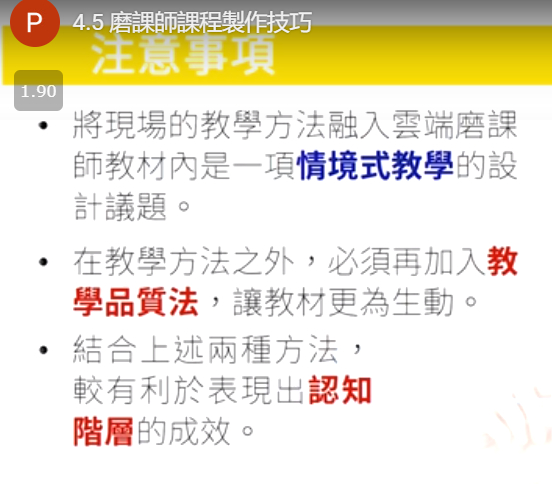 P 4.5 磨課師課程製作技巧
注意事項
1.90
• 將現場的教學方法融入雲端磨課
師教材內是一項情境式教學的設
計議題。
• 在教學方法之外，必須再加入教
學品質法，讓教材更為生動。
• 結合上述兩種方法，
較有利於表現出認知
階層的成效。